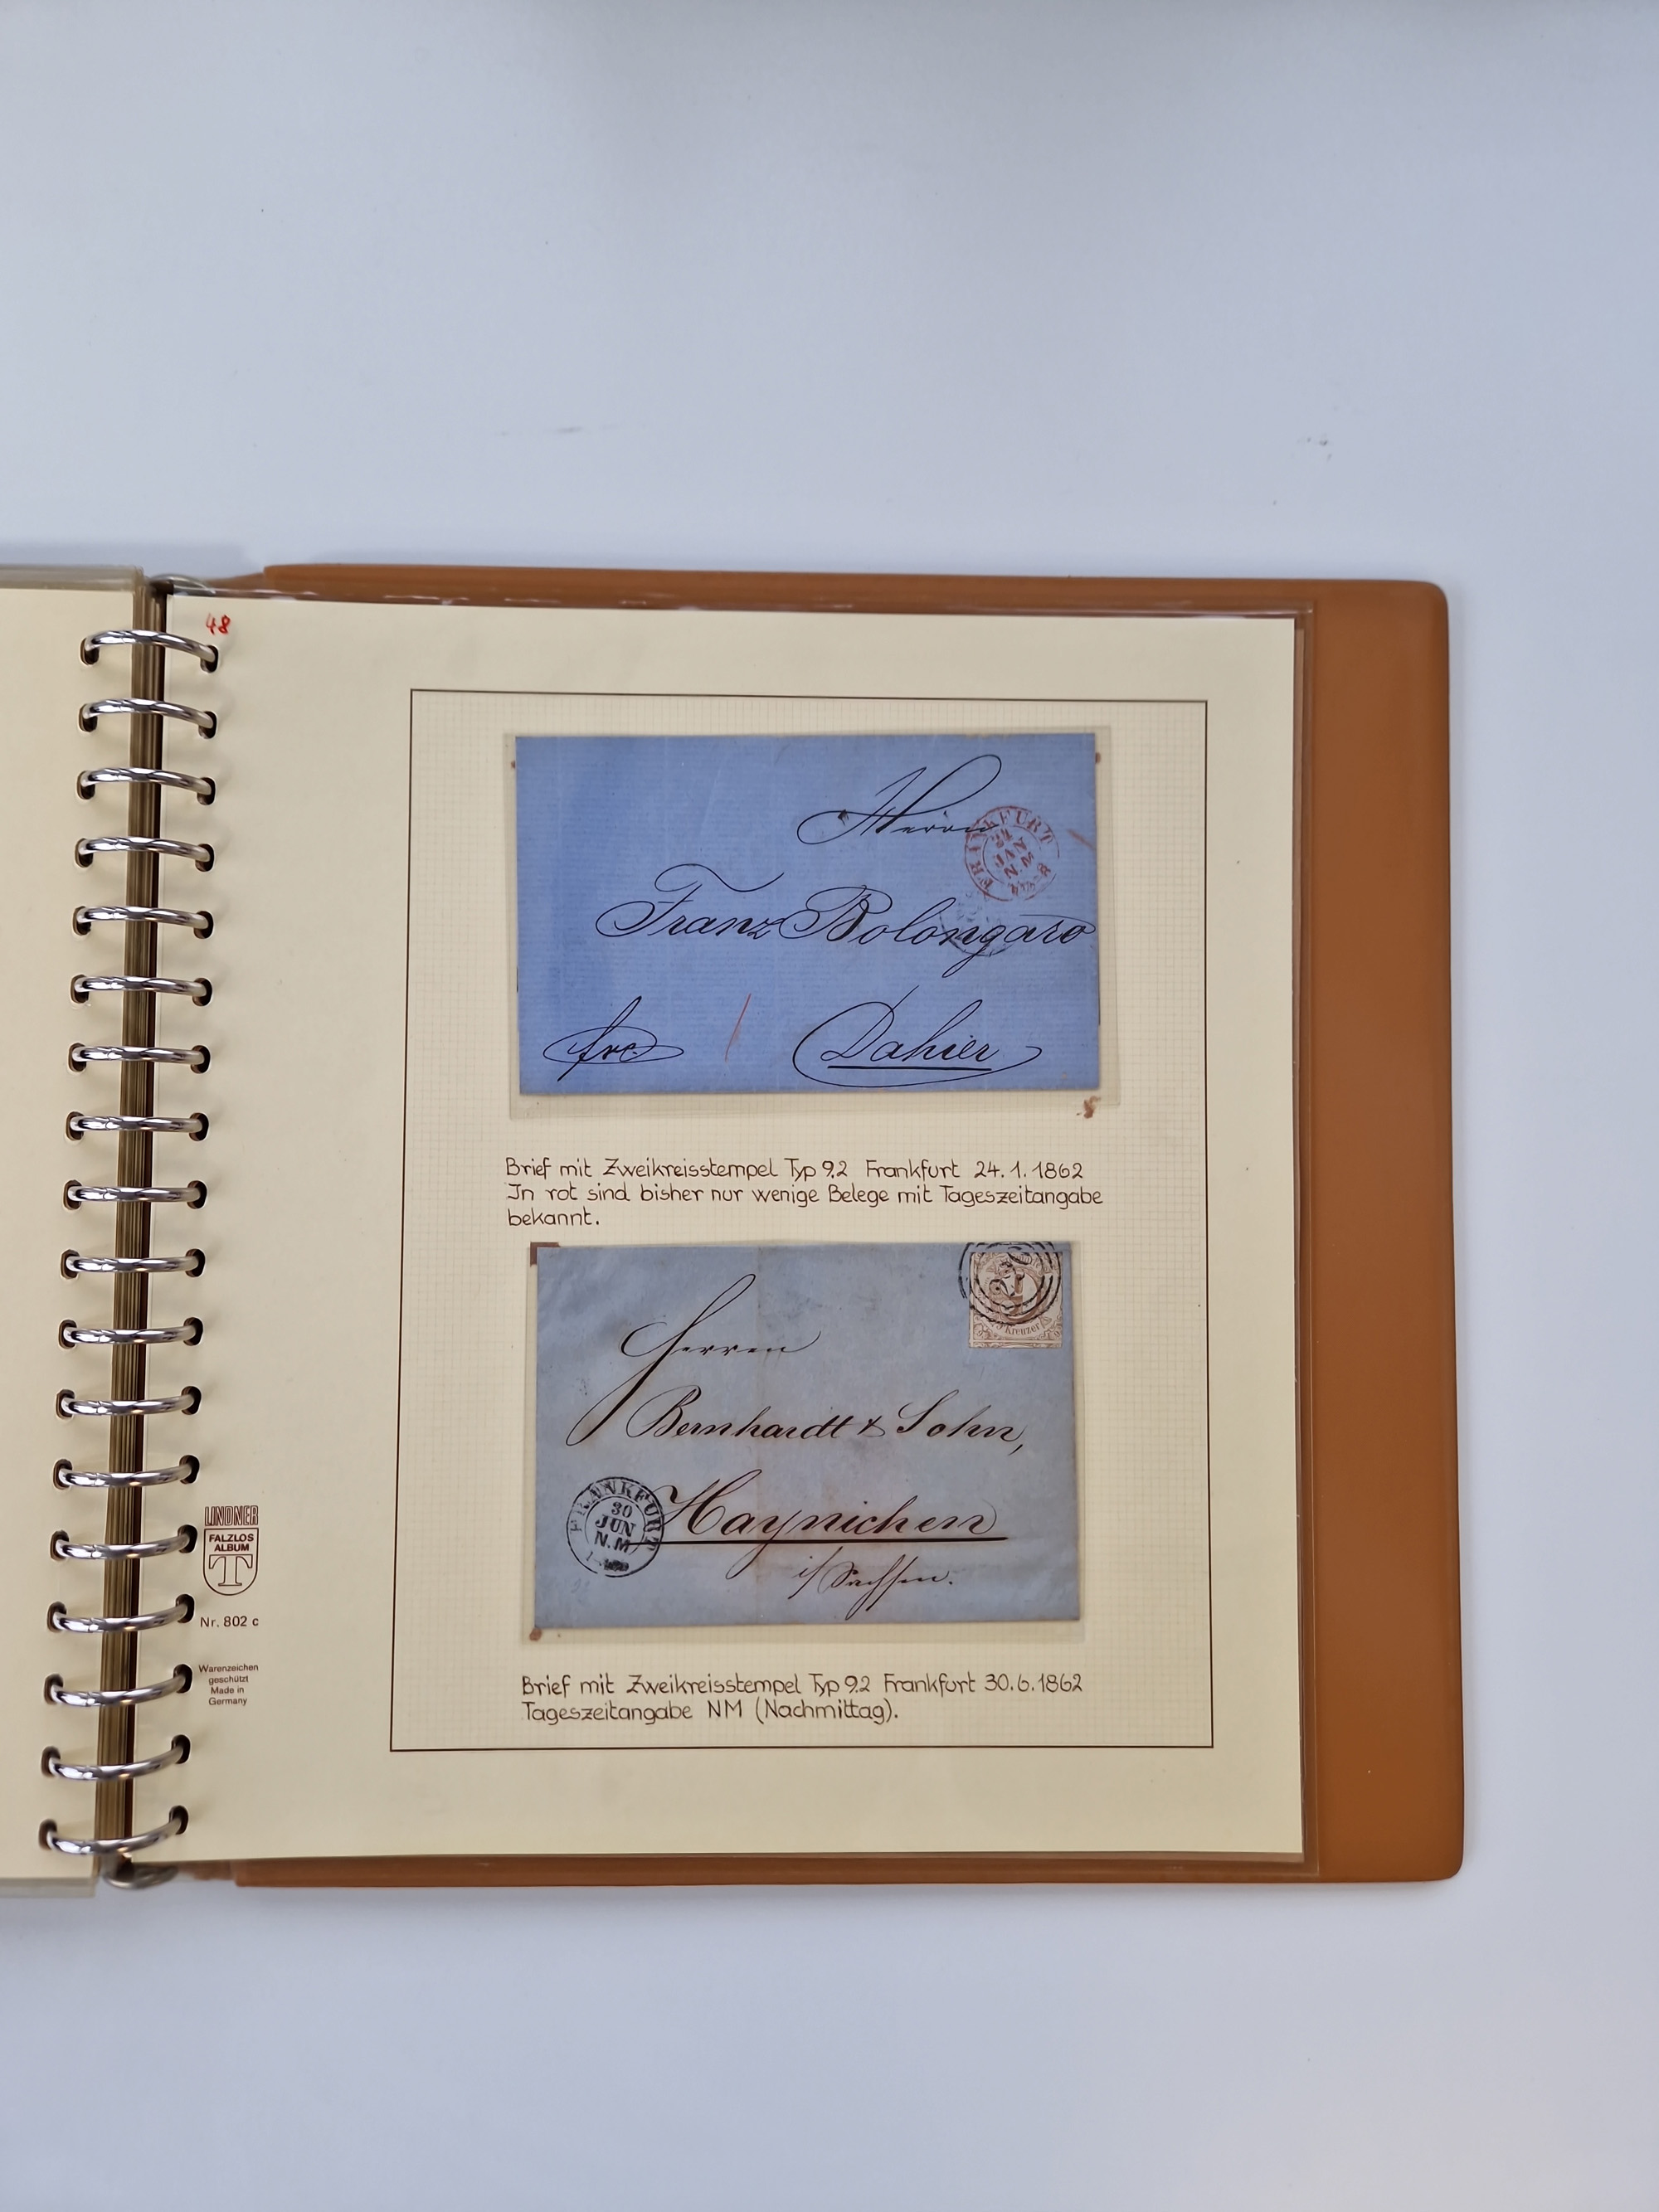 48
Herrn
FRANKFURT
24
JAN
N.M.
Franz Bolongaro
frc.
Dahier
Brief mit Zweikreisstempel Typ 9.2 Frankfurt 24.1.1862
In rot sind bisher nur wenige Belege mit Tageszeitangabe
bekannt.
Kreuzer
Herren
Bernhardt & Sohn,
Haynichen
i/Sachsen.
FRANKFURT
30
JUN
N.M
Brief mit Zweikreisstempel Typ 9.2 Frankfurt 30.6.1862
Tageszeitangabe NM (Nachmittag).
LINDNER
FALZLOS
ALBUM
T
Nr. 802 c
Warenzeichen
geschützt
Made in
Germany